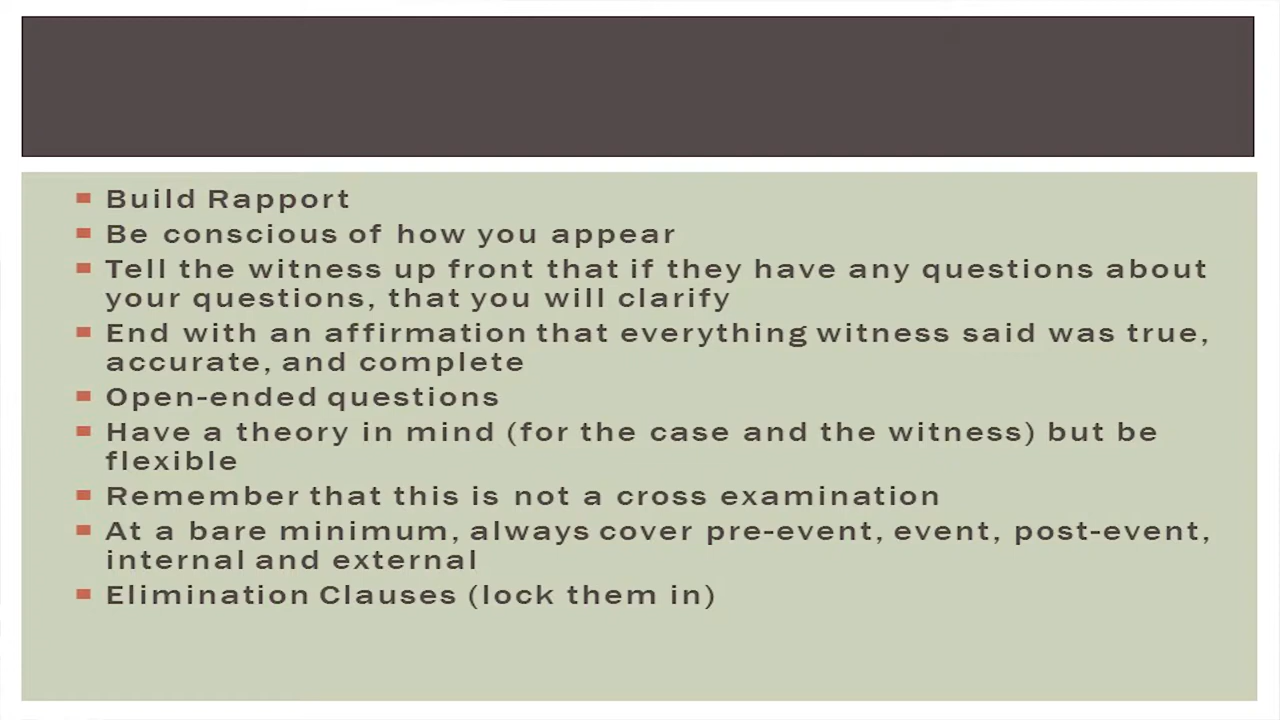 Build Rapport
Be conscious of how you appear
Tell the witness up front that if they have any questions about
your questions, that you will clarify
End with an affirmation that everything witness said was true,
accurate, and complete
Open-ended questions
Have a theory in mind (for the case and the witness) but be
flexible
Remember that this is not a cross examination
At a bare minimum, always cover pre-event, event, post-event,
internal and external
Elimination Clauses (lock them in)